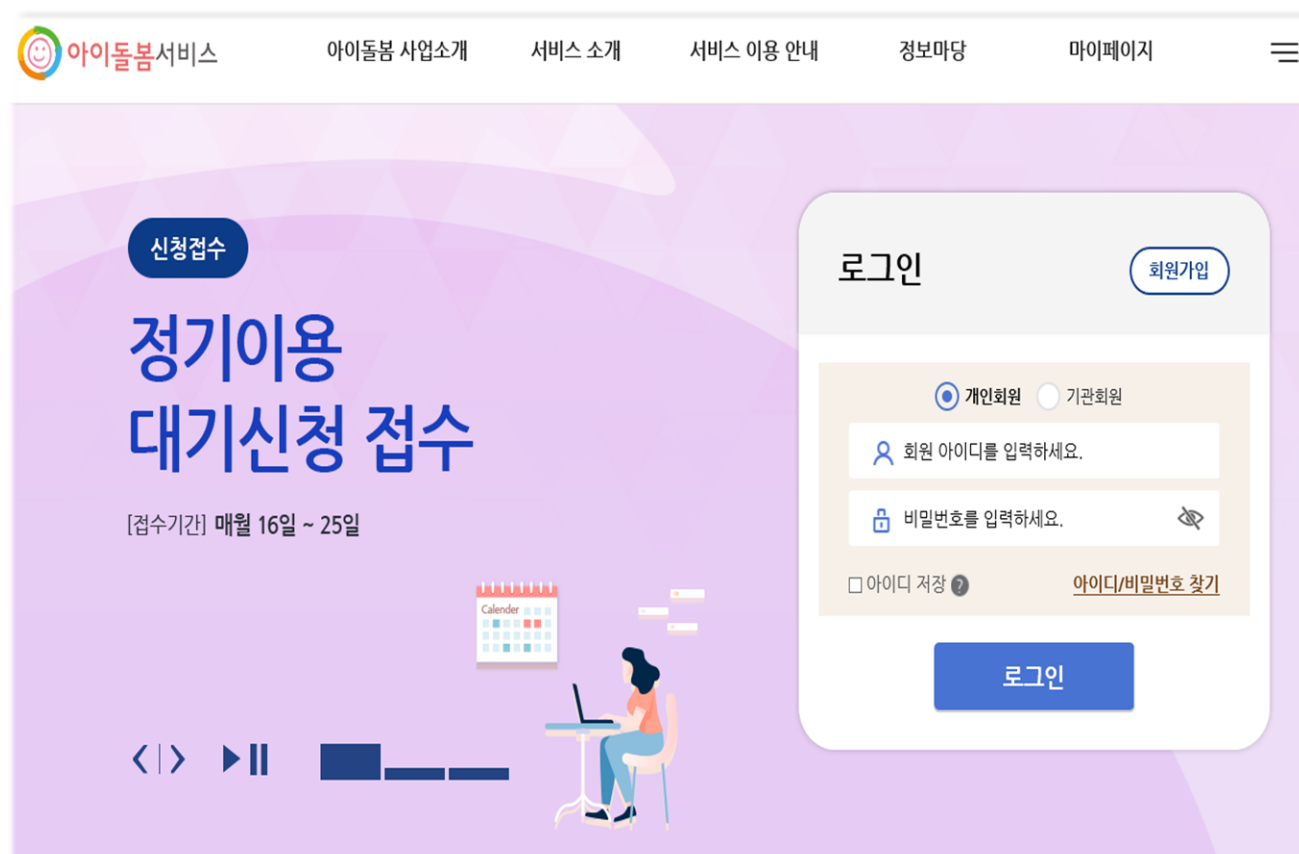 아이돌봄서비스
아이돌봄 사업소개 서비스 소개 서비스 이용 안내 정보마당 마이페이지
신청접수
정기이용
대기신청 접수
[접수기간] 매월 16일 ~ 25일
Calender
로그인 회원가입
개인회원 기관회원
회원 아이디를 입력하세요.
비밀번호를 입력하세요.
아이디 저장 ? 아이디/비밀번호 찾기
로그인